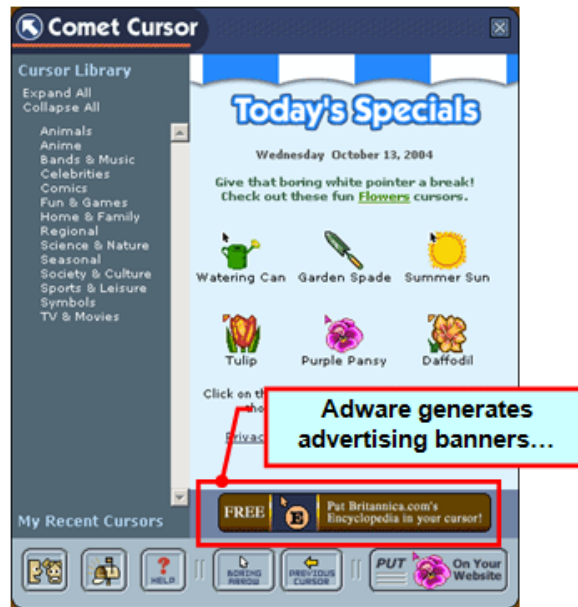 Comet Cursor
Cursor Library
Expand All
Collapse All
Animals
Anime
Bands & Music
Celebrities
Comics
Fun & Games
Home & Family
Regional
Science & Nature
Seasonal
Society & Culture
Sports & Leisure
Symbols
TV & Movies
Today's Specials
Wednesday October 13, 2004
Give that boring white pointer a break!
Check out these fun Flowers cursors.
Watering Can Garden Spade Summer Sun
Tulip Purple Pansy Daffodil
Click on th
Privac
Adware generates
advertising banners...
My Recent Cursors
FREE
E
Put Britannica.com's
Encyclopedia in your cursor!
HELP
BORING
ARROW
PREVIOUS
CURSOR
PUT
On Your
Website